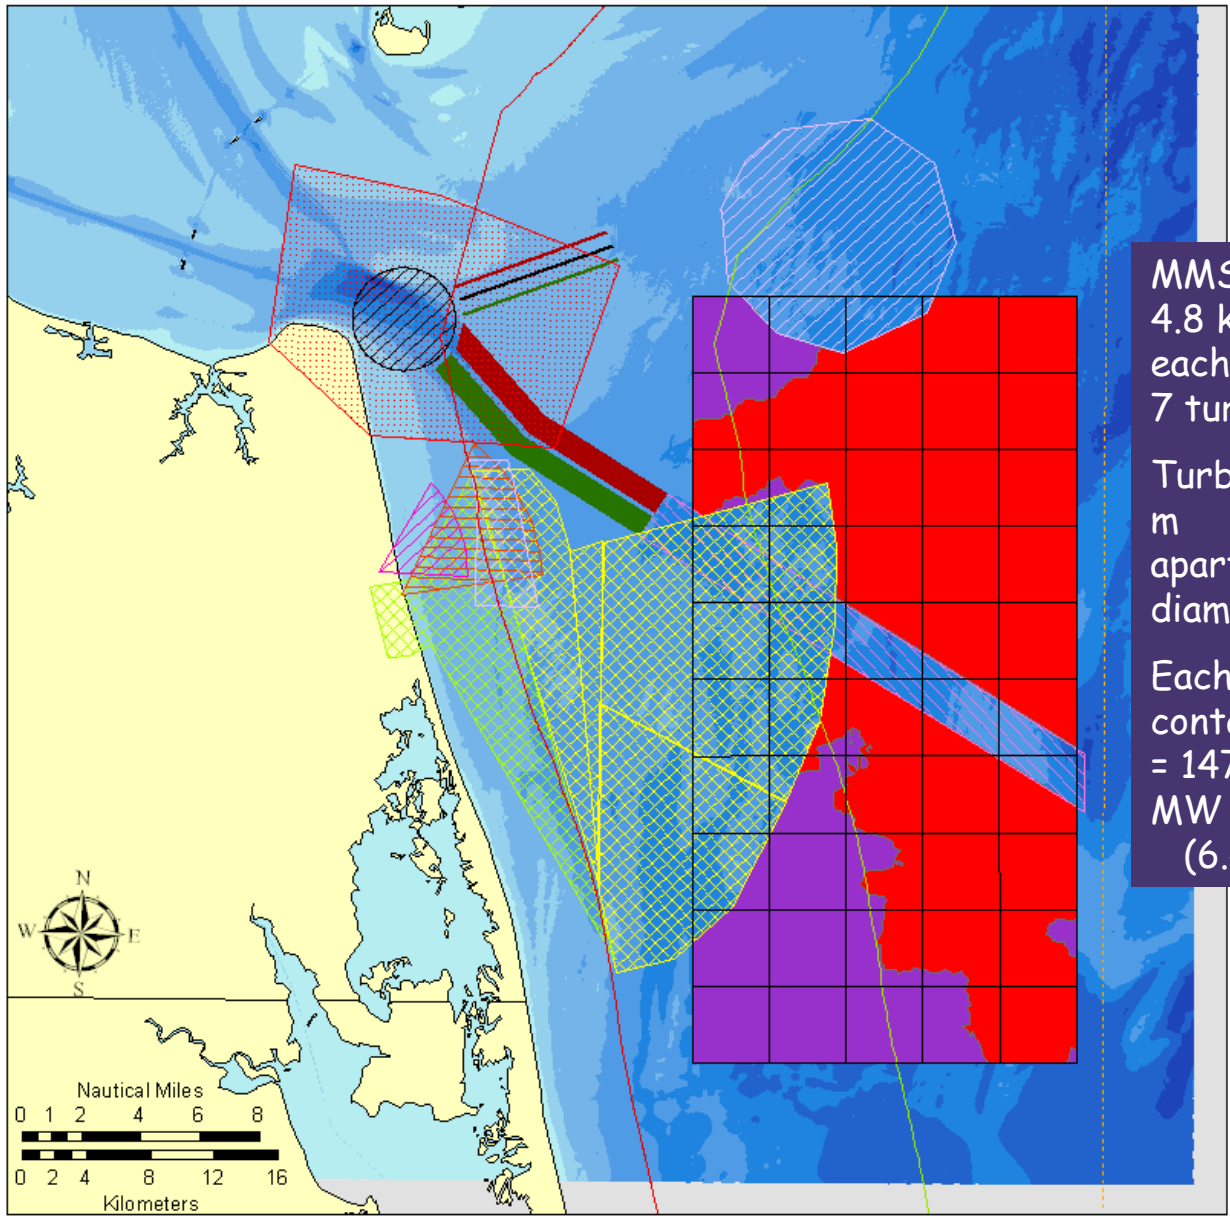 MMS
4.8 k
each
7 tur
Turb
m
apart
diam
Each
conta
= 147
MW
(6.
N
W E
S
Nautical Miles
0 1 2 4 6 8
0 2 4 8 12 16
Kilometers